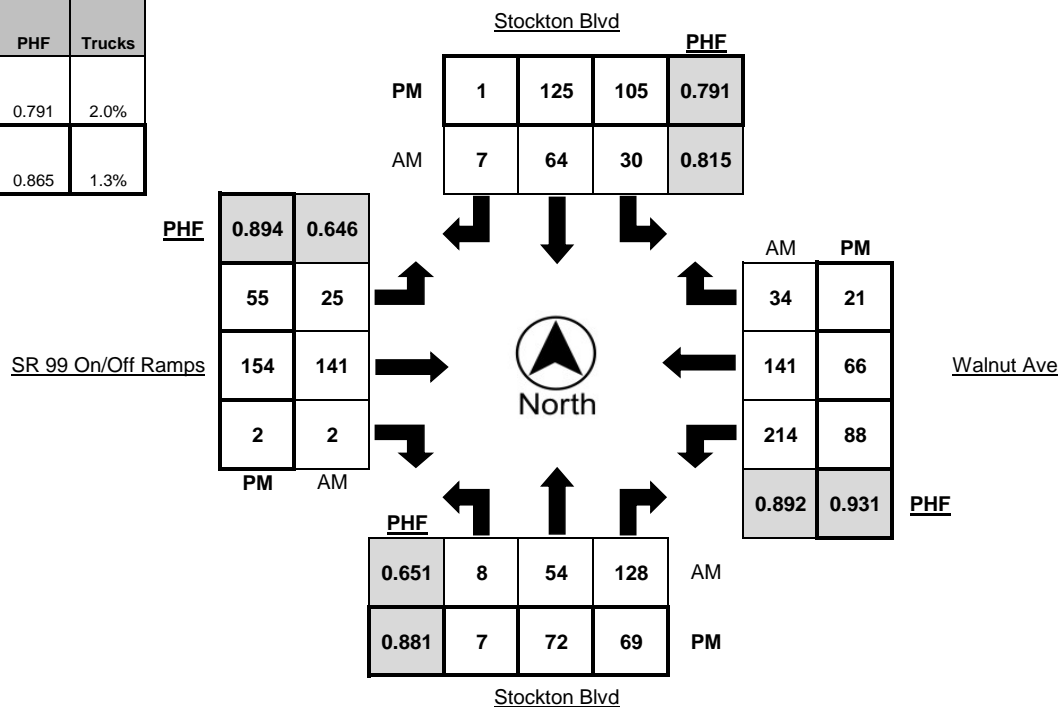 Stockton Blvd
PHF Trucks
PHF
PM 1 125 105 0.791
0.791 2.0%
AM 7 64 30 0.815
0.865 1.3%
PHF 0.894 0.646
AM PM
55 25
34 21
SR 99 On/Off Ramps 154 141
141 66 Walnut Ave
North
2 2
214 88
PM AM
0.892 0.931 PHF
PHF
0.651 8 54 128 AM
0.881 7 72 69 PM
Stockton Blvd